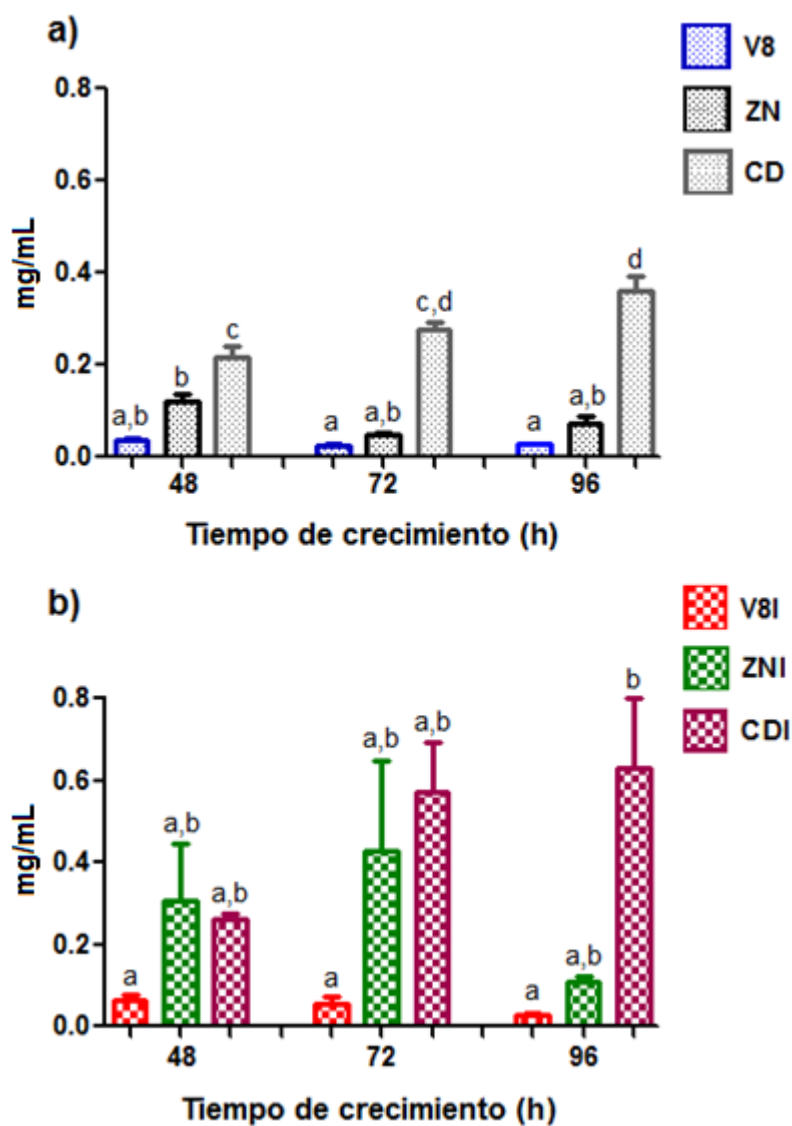 a)
V8
ZN
CD
mg/mL
0.8
0.6
0.4
0.2
0.0
a,b
b
c
a
a,b
c,d
a
a,b
d
48
72
96
Tiempo de crecimiento (h)
b)
V8I
ZNI
CDI
mg/mL
0.8
0.6
0.4
0.2
0.0
a
a,b
a,b
a
a,b
a,b
a
a,b
b
48
72
96
Tiempo de crecimiento (h)